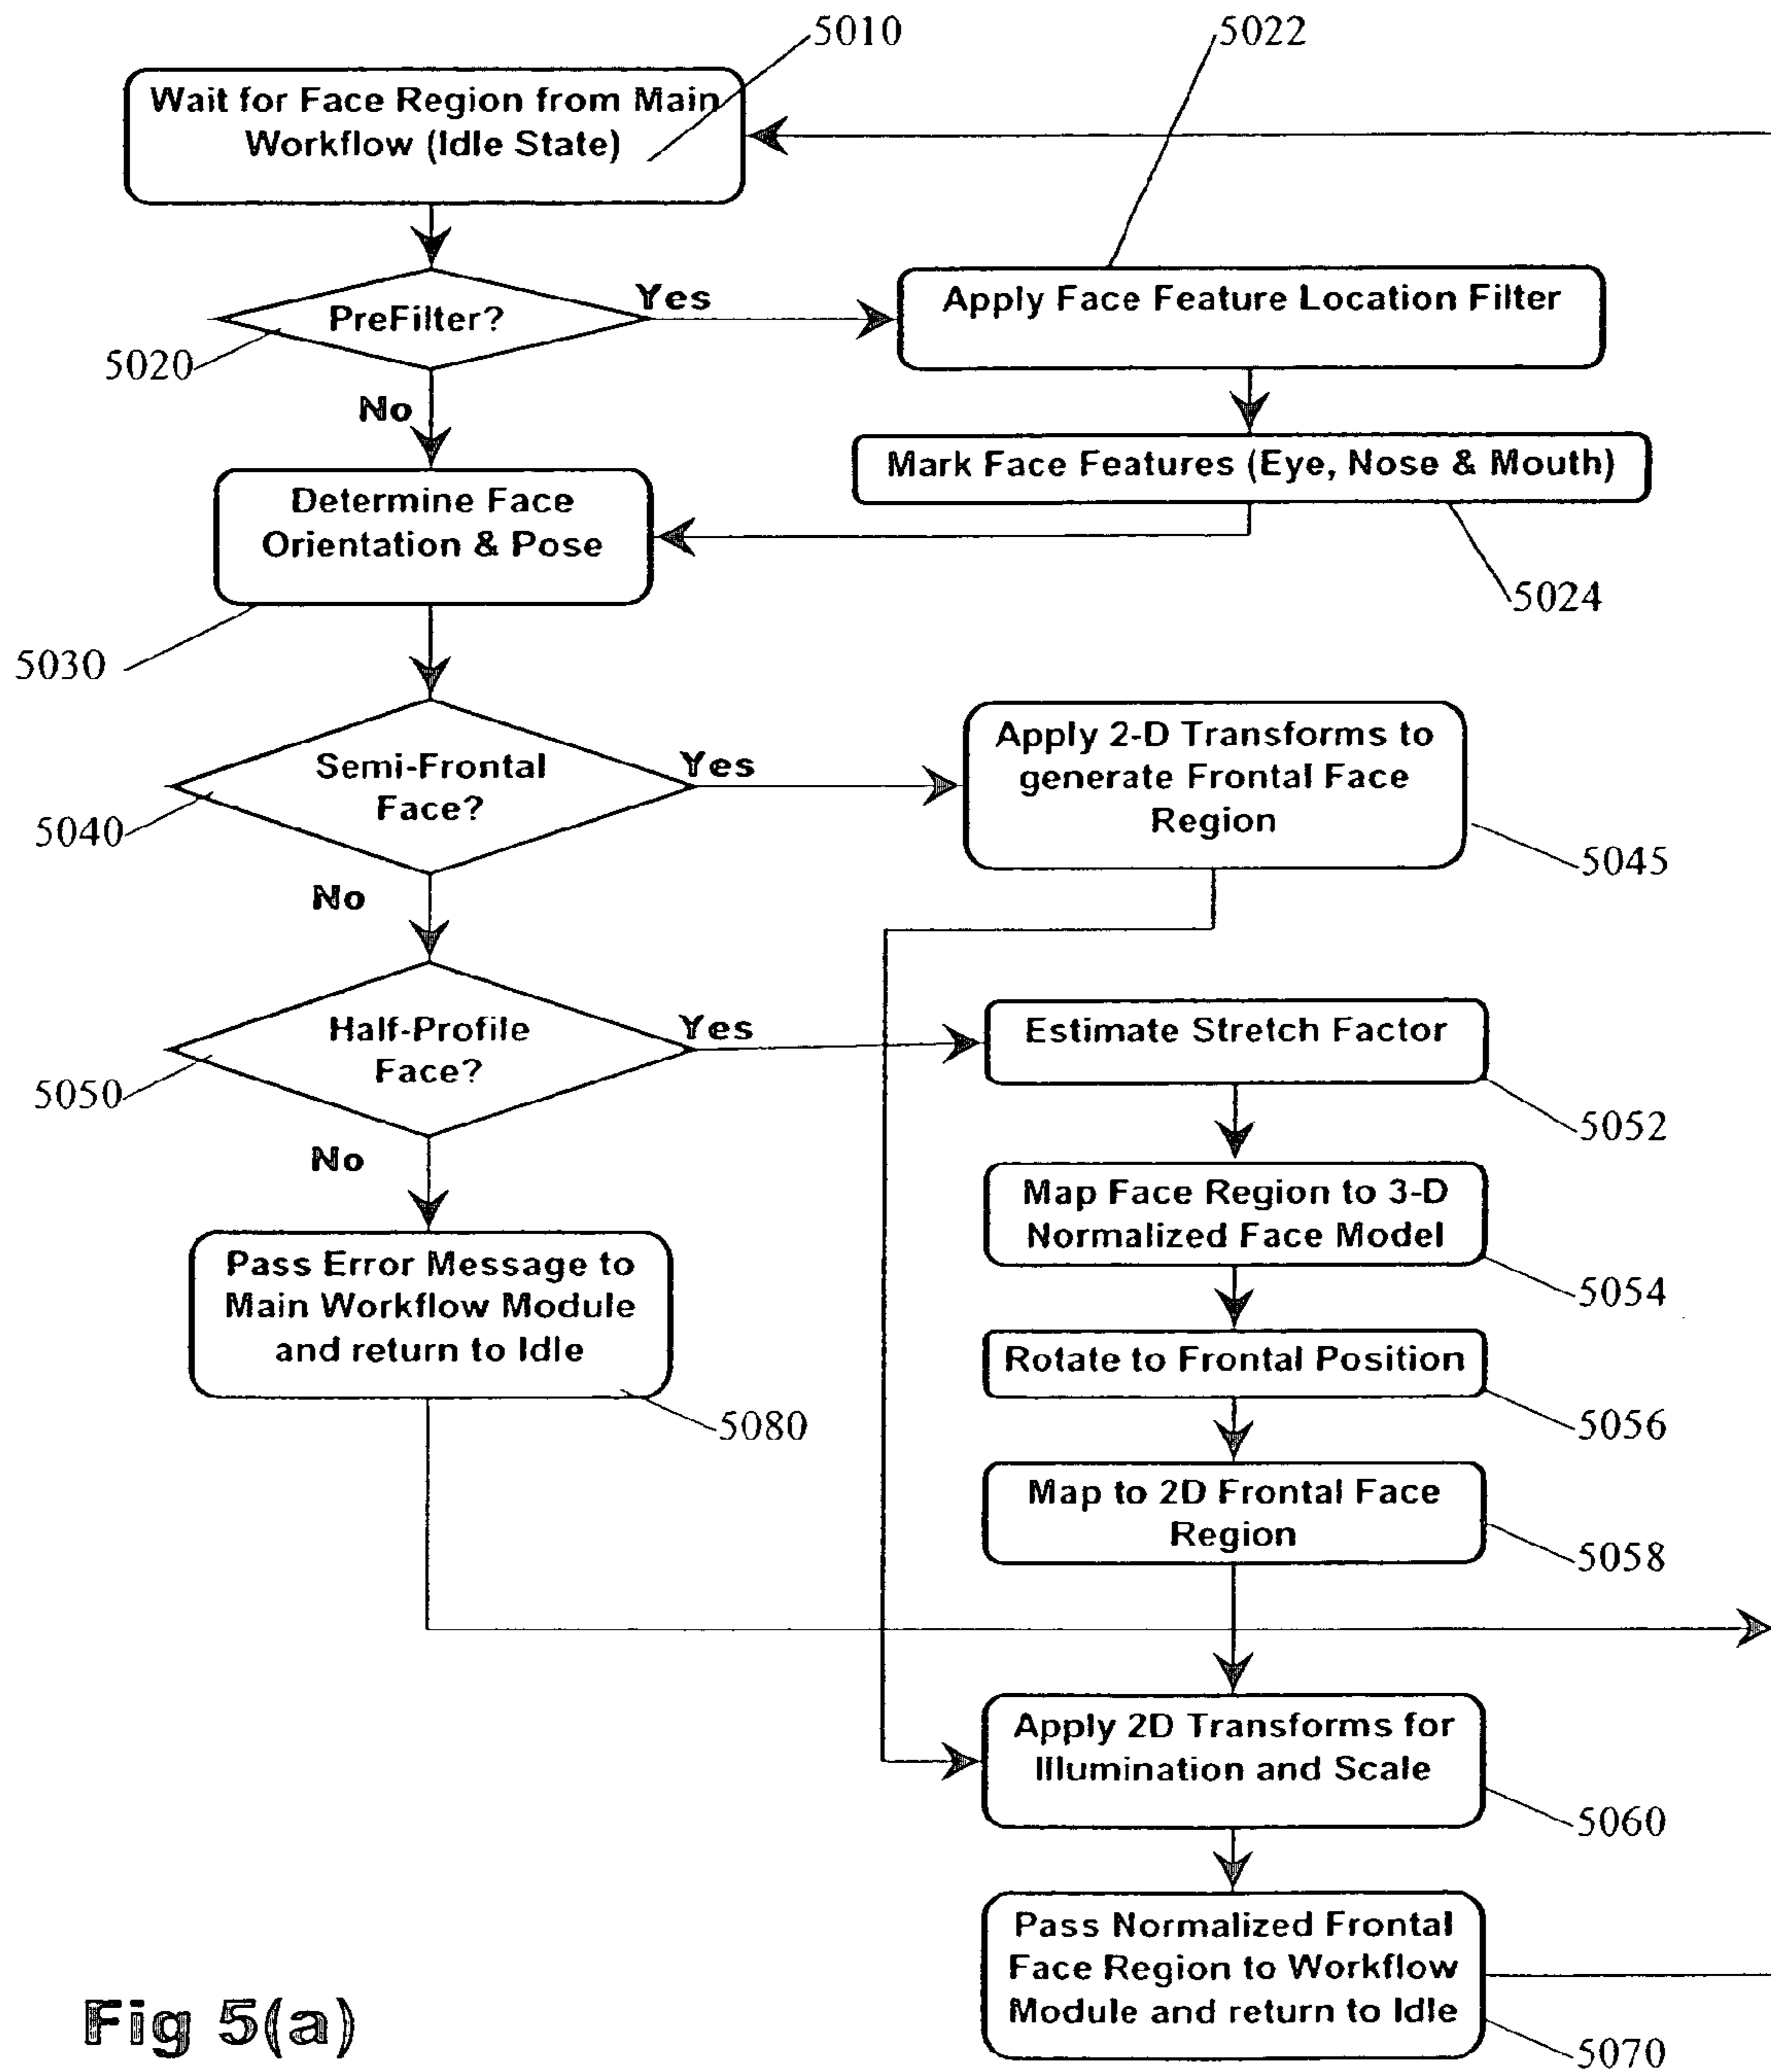 5010
5022
Wait for Face Region from Main
Workflow (Idle State)
PreFilter?
Yes
5020
No
Apply Face Feature Location Filter
Mark Face Features (Eye, Nose & Mouth)
5024
Determine Face
Orientation & Pose
5030
Semi-Frontal
Face?
Yes
5040
No
Apply 2-D Transforms to
generate Frontal Face
Region
5045
Half-Profile
Face?
Yes
5050
No
Estimate Stretch Factor
5052
Map Face Region to 3-D
Normalized Face Model
5054
Pass Error Message to
Main Workflow Module
and return to Idle
5080
Rotate to Frontal Position
5056
Map to 2D Frontal Face
Region
5058
Apply 2D Transforms for
Illumination and Scale
5060
Pass Normalized Frontal
Face Region to Workflow
Module and return to Idle
5070
Fig 5(a)